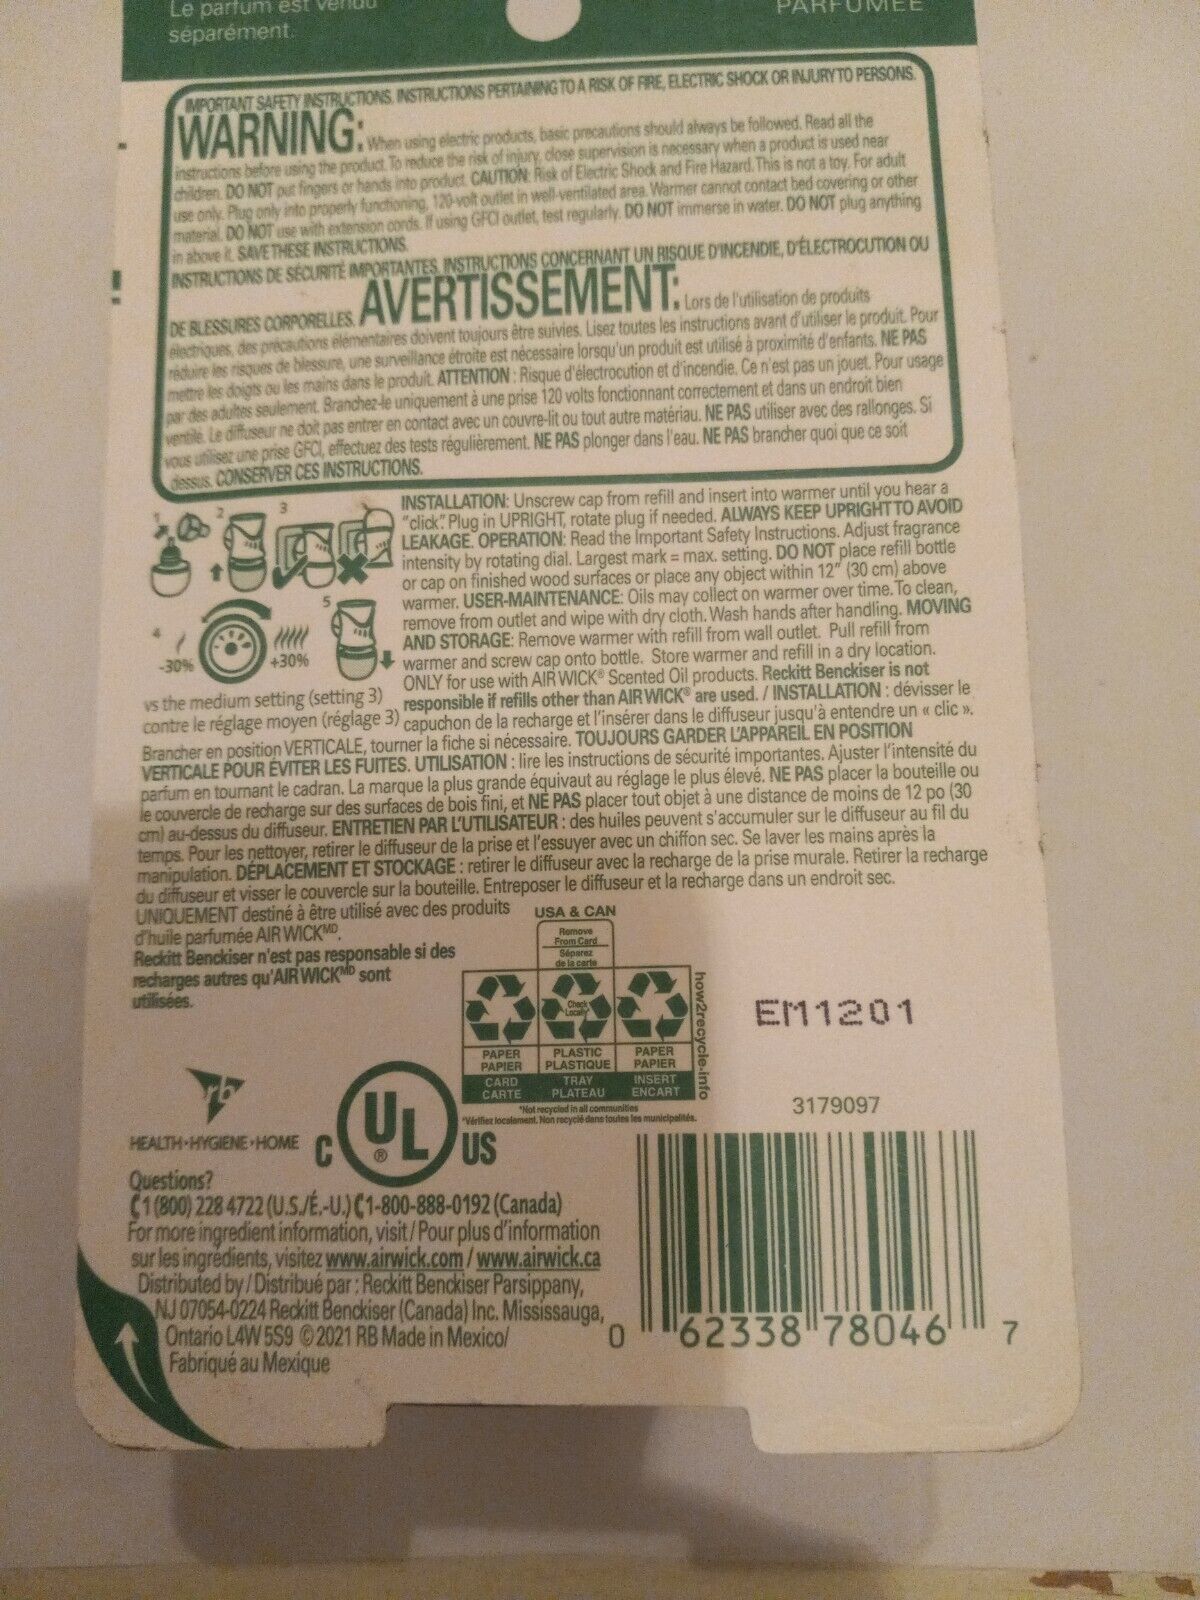 Le parfum est vendu
séparément.
PARFUMÉE
IMPORTANT SAFETY INSTRUCTIONS. INSTRUCTIONS PERTAINING TO A RISK OF FIRE, ELECTRIC SHOCK OR INJURY TO PERSONS.
WARNING: When using electric products, basic precautions should always be followed. Read all the
instructions before using the product. To reduce the risk of injury, close supervision is necessary when a product is used near
children. DO NOT put fingers or hands into product. CAUTION: Risk of Electric Shock and Fire Hazard. This is not a toy. For adult
use only. Plug only into properly functioning, 120-volt outlet in well-ventilated area. Warmer cannot contact bed covering or other
material. DO NOT use with extension cords. If using GFCI outlet, test regularly. DO NOT immerse in water. DO NOT plug anything
in above it. SAVE THESE INSTRUCTIONS.
INSTRUCTIONS DE SÉCURITÉ IMPORTANTES. INSTRUCTIONS CONCERNANT UN RISQUE D'INCENDIE, D'ÉLECTROCUTION OU
DE BLESSURES CORPORELLES. AVERTISSEMENT: Lors de l'utilisation de produits
électriques, des précautions élémentaires doivent toujours être suivies. Lisez toutes les instructions avant d'utiliser le produit. Pour
réduire les risques de blessure, une surveillance étroite est nécessaire lorsqu'un produit est utilisé à proximité d'enfants. NE PAS
mettre les doigts ou les mains dans le produit. ATTENTION : Risque d'électrocution et d'incendie. Ce n'est pas un jouet. Pour usage
par des adultes seulement. Branchez-le uniquement à une prise 120 volts fonctionnant correctement et dans un endroit bien
ventilé. Le diffuseur ne doit pas entrer en contact avec un couvre-lit ou tout autre matériau. NE PAS utiliser avec des rallonges. Si
vous utilisez une prise GFCI, effectuez des tests régulièrement. NE PAS plonger dans l'eau. NE PAS brancher quoi que ce soit
dessus. CONSERVER CES INSTRUCTIONS.
1 2 3
4 -30% +30% 5
vs the medium setting (setting 3)
contre le réglage moyen (réglage 3)
INSTALLATION: Unscrew cap from refill and insert into warmer until you hear a
"click". Plug in UPRIGHT, rotate plug if needed. ALWAYS KEEP UPRIGHT TO AVOID
LEAKAGE. OPERATION: Read the Important Safety Instructions. Adjust fragrance
intensity by rotating dial. Largest mark = max. setting. DO NOT place refill bottle
or cap on finished wood surfaces or place any object within 12" (30 cm) above
warmer. USER-MAINTENANCE: Oils may collect on warmer over time. To clean,
remove from outlet and wipe with dry cloth. Wash hands after handling. MOVING
AND STORAGE: Remove warmer with refill from wall outlet. Pull refill from
warmer and screw cap onto bottle. Store warmer and refill in a dry location.
ONLY for use with AIR WICK® Scented Oil products. Reckitt Benckiser is not
responsible if refills other than AIR WICK® are used. / INSTALLATION : dévisser le
capuchon de la recharge et l'insérer dans le diffuseur jusqu'à entendre un « clic ».
Brancher en position VERTICALE, tourner la fiche si nécessaire. TOUJOURS GARDER L'APPAREIL EN POSITION
VERTICALE POUR ÉVITER LES FUITES. UTILISATION : lire les instructions de sécurité importantes. Ajuster l'intensité du
parfum en tournant le cadran. La marque la plus grande équivaut au réglage le plus élevé. NE PAS placer la bouteille ou
le couvercle de recharge sur des surfaces de bois fini, et NE PAS placer tout objet à une distance de moins de 12 po (30
cm) au-dessus du diffuseur. ENTRETIEN PAR L'UTILISATEUR : des huiles peuvent s'accumuler sur le diffuseur au fil du
temps. Pour les nettoyer, retirer le diffuseur de la prise et l'essuyer avec un chiffon sec. Se laver les mains après la
manipulation. DÉPLACEMENT ET STOCKAGE : retirer le diffuseur avec la recharge de la prise murale. Retirer la recharge
du diffuseur et visser le couvercle sur la bouteille. Entreposer le diffuseur et la recharge dans un endroit sec.
UNIQUEMENT destiné à être utilisé avec des produits
d'huile parfumée AIR WICK MD.
Reckitt Benckiser n'est pas responsable si des
recharges autres qu'AIR WICK MD sont
utilisées.
USA & CAN
Remove
From Card
Séparez
de la carte
Check
Locally*
PAPER PLASTIC PAPER
PAPIER PLASTIQUE PAPIER
CARD TRAY INSERT
CARTE PLATEAU ENCART
how2recycle.info
*Not recycled in all communities
*Vérifiez localement. Non recyclé dans toutes les municipalités.
EM1201
3179097
rb
HEALTH • HYGIENE • HOME
C UL ® US
Questions?
1 (800) 228 4722 (U.S./É.-U.) 1-800-888-0192 (Canada)
For more ingredient information, visit / Pour plus d'information
sur les ingrédients, visitez www.airwick.com / www.airwick.ca
Distributed by / Distribué par : Reckitt Benckiser Parsippany,
NJ 07054-0224 Reckitt Benckiser (Canada) Inc. Mississauga,
Ontario L4W 5S9 ©2021 RB Made in Mexico/
Fabriqué au Mexique
0 62338 78046 7